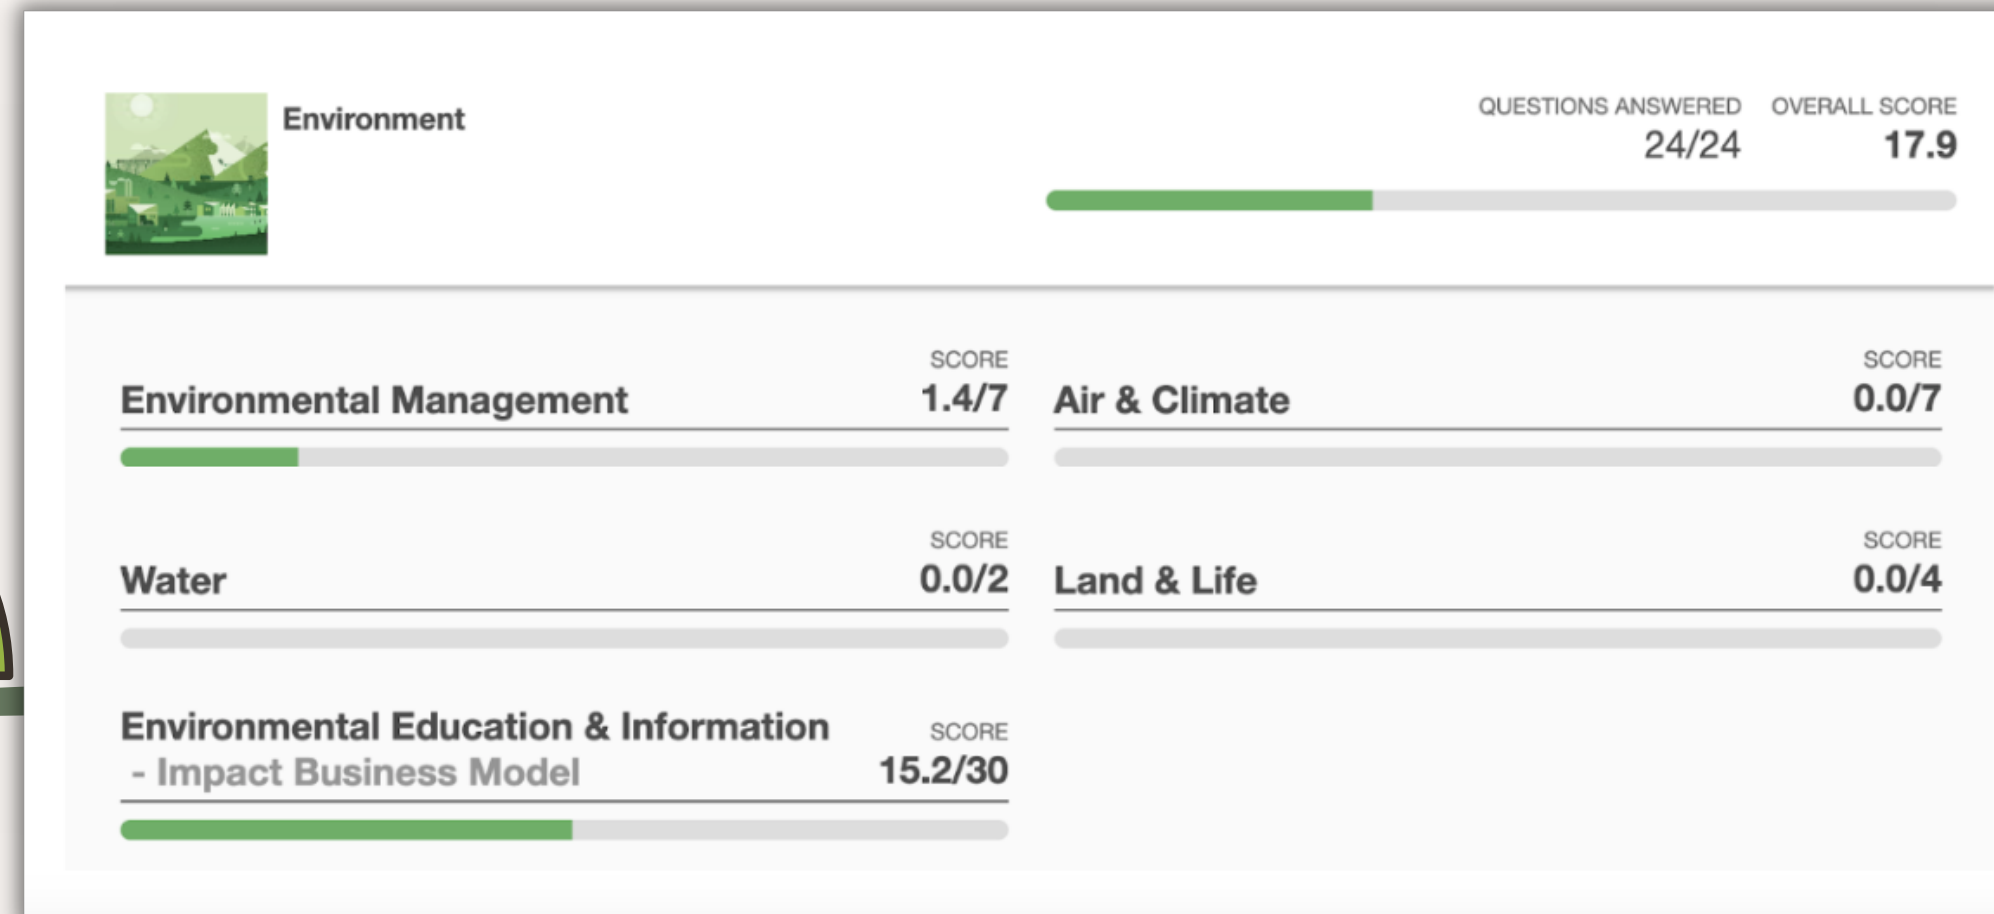 Environment
QUESTIONS ANSWERED
24/24
OVERALL SCORE
17.9
Environmental Management
SCORE
1.4/7
Air & Climate
SCORE
0.0/7
Water
SCORE
0.0/2
Land & Life
SCORE
0.0/4
Environmental Education & Information
- Impact Business Model
SCORE
15.2/30